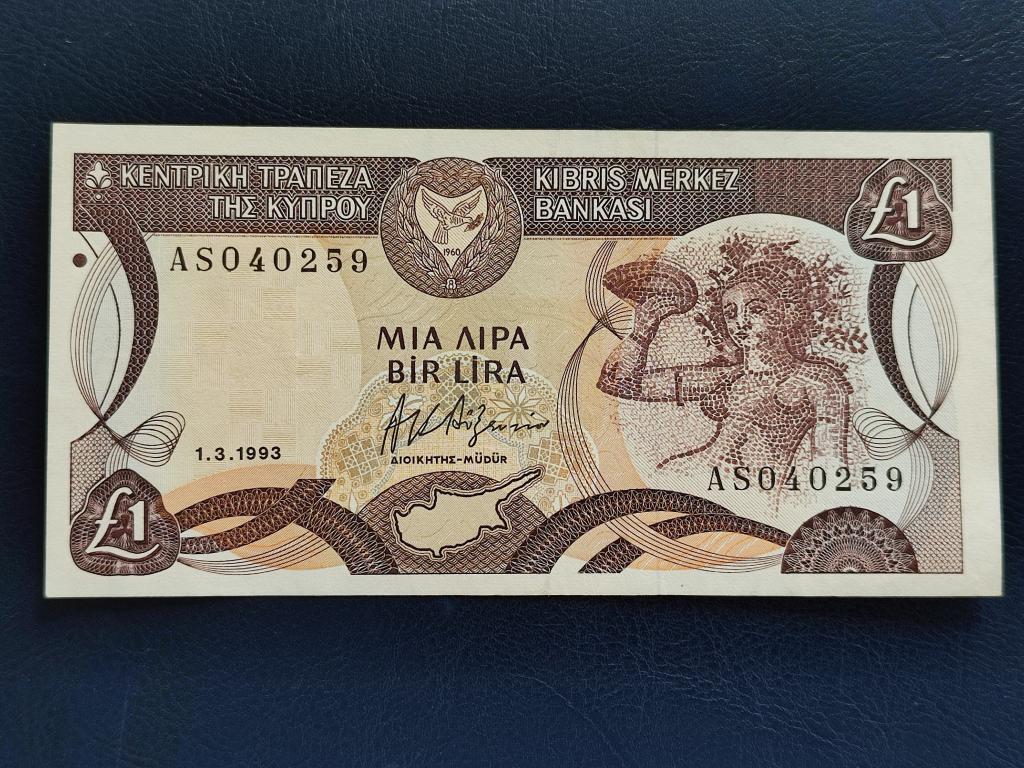 ΚΕΝΤΡΙΚΗ ΤΡΑΠΕΖΑ
ΤΗΣ ΚΥΠΡΟΥ
KIBRIS MERKEZ
BANKASI
£1
1960
AS040259
ΜΙΑ ΛΙΡΑ
BİR LİRA
ΔΙΟΙΚΗΤΗΣ-MÜDÜR
1.3.1993
AS040259
£1